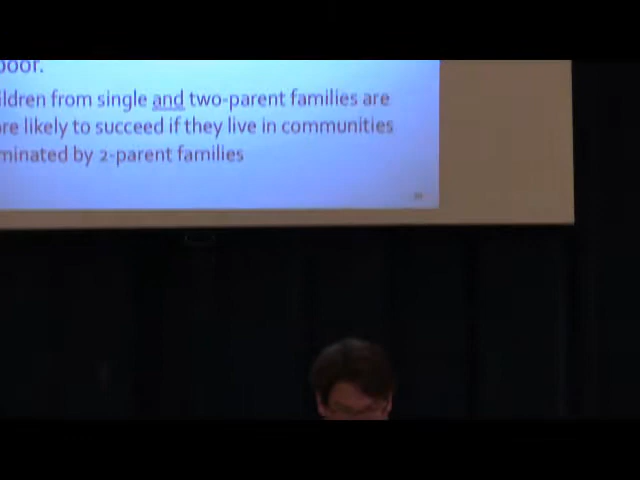 poor.
ildren from single and two-parent families are
re likely to succeed if they live in communities
minated by 2-parent families